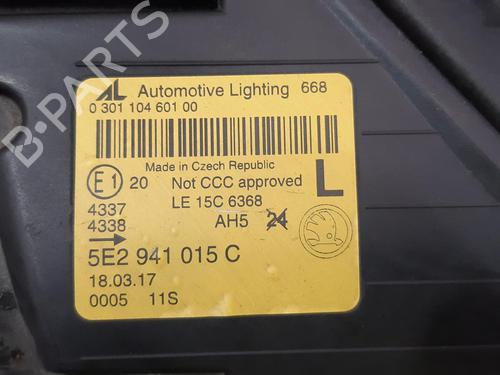 B-PARTS
AL Automotive Lighting 668
0 301 104 601 00
Made in Czech Republic
E1 20 Not CCC approved L
4337 LE 15C 6368
4338 AH5 24
5E2 941 015 C
18.03.17
0005 11S